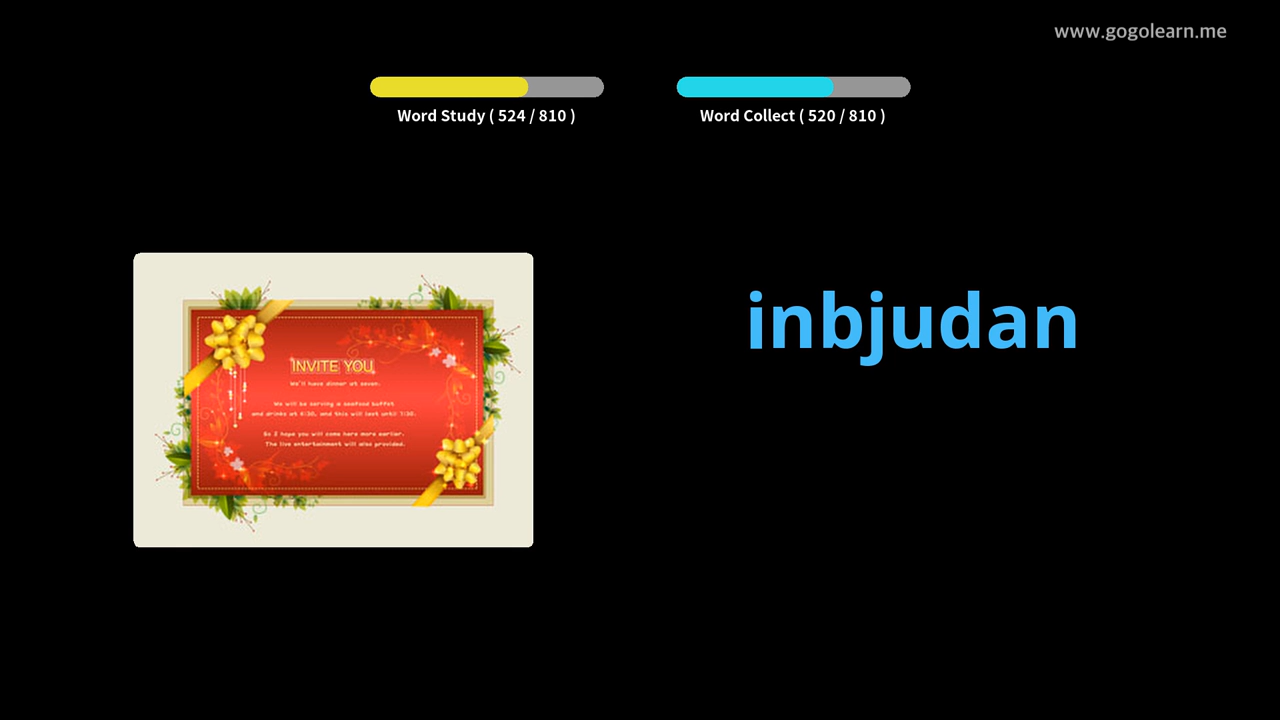 www.gogolearn.me
Word Study ( 524 / 810 )
Word Collect ( 520 / 810 )
inbjudan
INVITE YOU
We'll have dinner at seven.
We will be serving a seafood buffet
and drinks at 6:30, and this will last until 7:30.
So I hope you will come here more earlier.
The live entertainment will also provided.